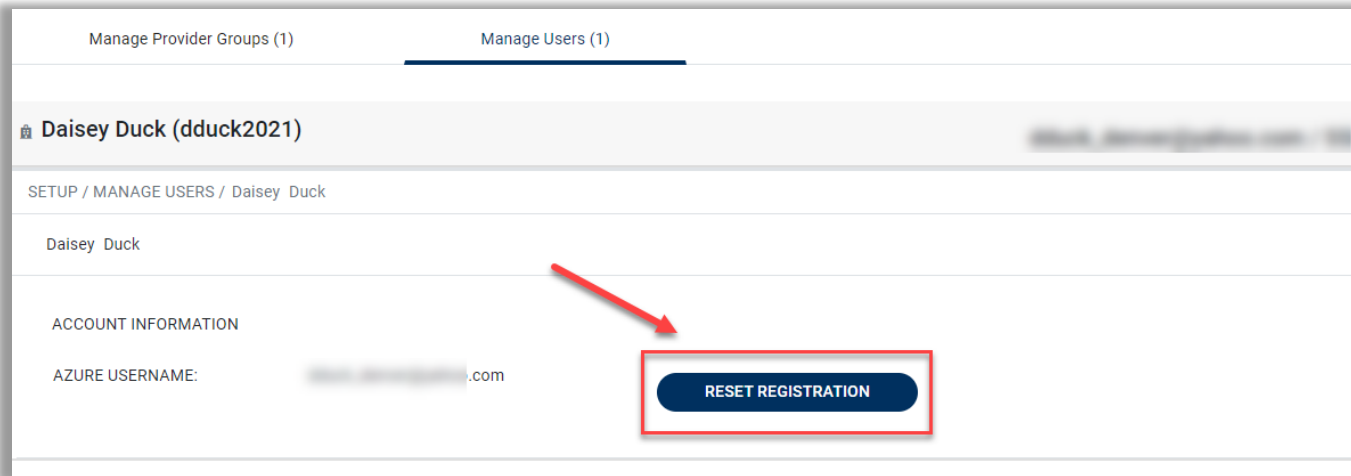 Manage Provider Groups (1)
Manage Users (1)
Daisey Duck (dduck2021)
SETUP / MANAGE USERS / Daisey Duck
Daisey Duck
ACCOUNT INFORMATION
AZURE USERNAME: .com
RESET REGISTRATION